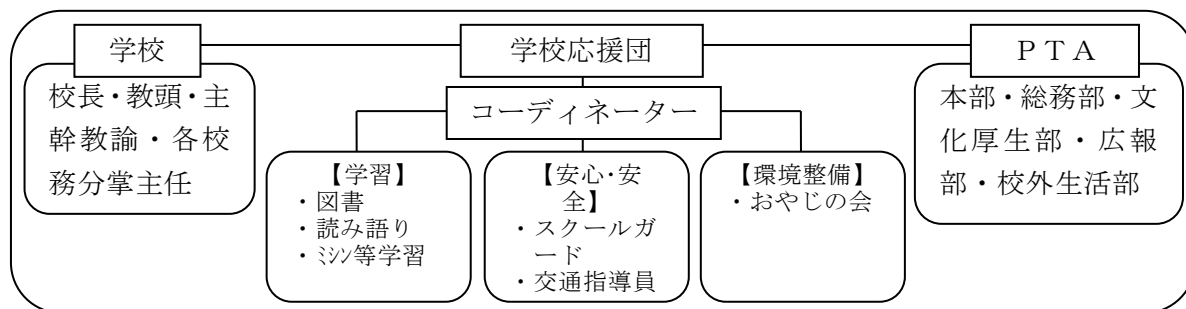 学校
校長・教頭・主
幹教諭・各校
務分掌主任
学校応援団
コーディネーター
【学習】
・図書
・読み語り
・ﾐｼﾝ等学習
【安心･安
全】
・スクールガ
ード
・交通指導員
【環境整備】
・おやじの会
ＰＴＡ
本部・総務部・文
化厚生部・広報
部・校外生活部